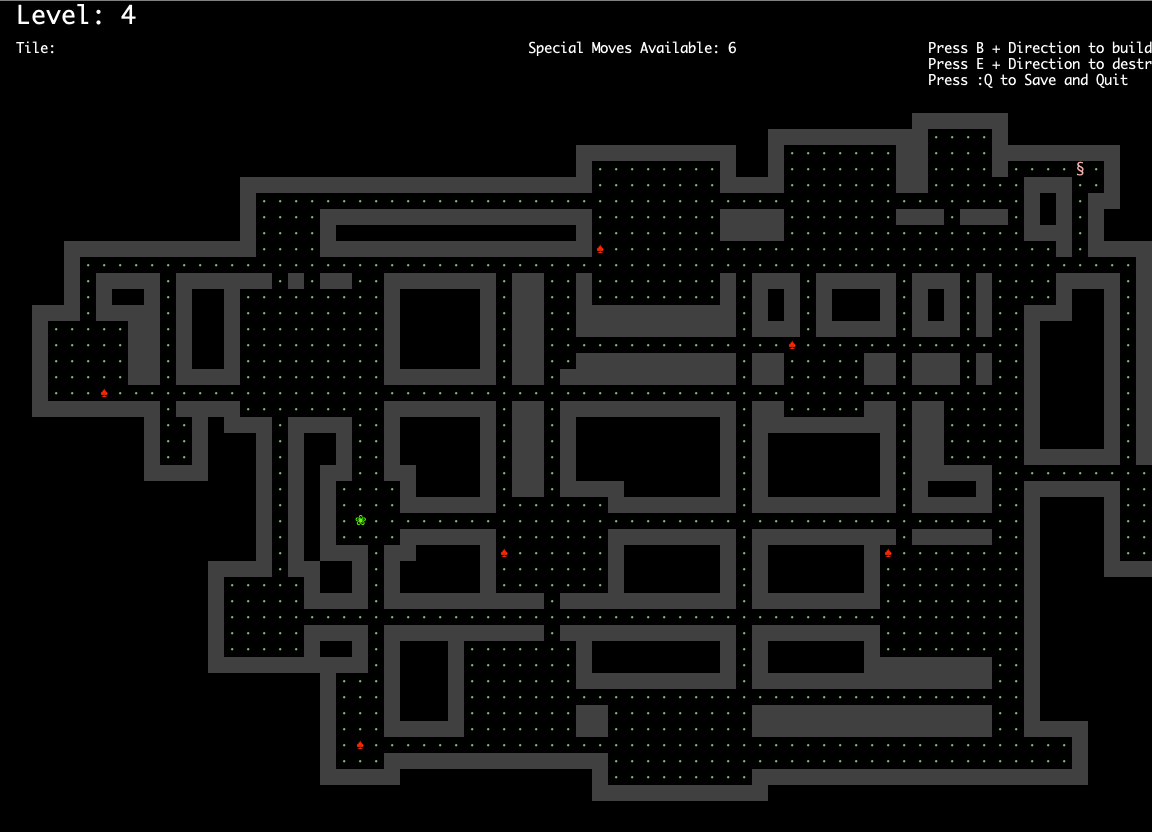 Level: 4
Tile:
Special Moves Available: 6
Press B + Direction to build
Press E + Direction to destr
Press :Q to Save and Quit